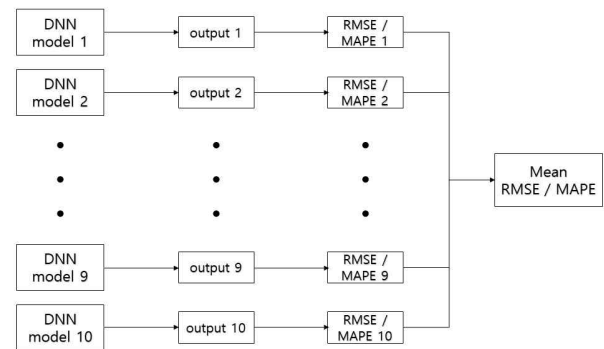 DNN
model 1
output 1
RMSE /
MAPE 1
DNN
model 2
output 2
RMSE /
MAPE 2
Mean
RMSE / MAPE
DNN
model 9
output 9
RMSE /
MAPE 9
DNN
model 10
output 10
RMSE /
MAPE 10